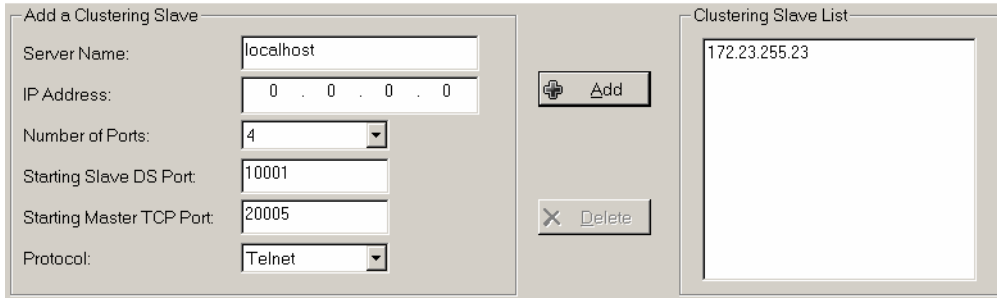 Add a Clustering Slave
Server Name: localhost
IP Address: 0 . 0 . 0 . 0
Number of Ports: 4
Starting Slave DS Port: 10001
Starting Master TCP Port: 20005
Protocol: Telnet
Add
Delete
Clustering Slave List
172.23.255.23